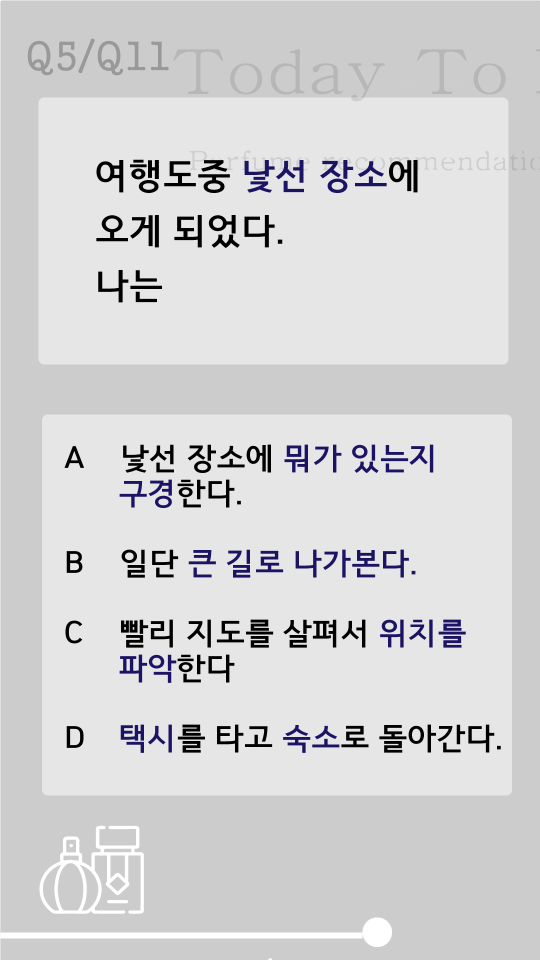 Q5/Q11
Today To
Perfume recommendatio
여행도중 낯선 장소에
오게 되었다.
나는
A 낯선 장소에 뭐가 있는지
구경한다.
B 일단 큰 길로 나가본다.
C 빨리 지도를 살펴서 위치를
파악한다
D 택시를 타고 숙소로 돌아간다.